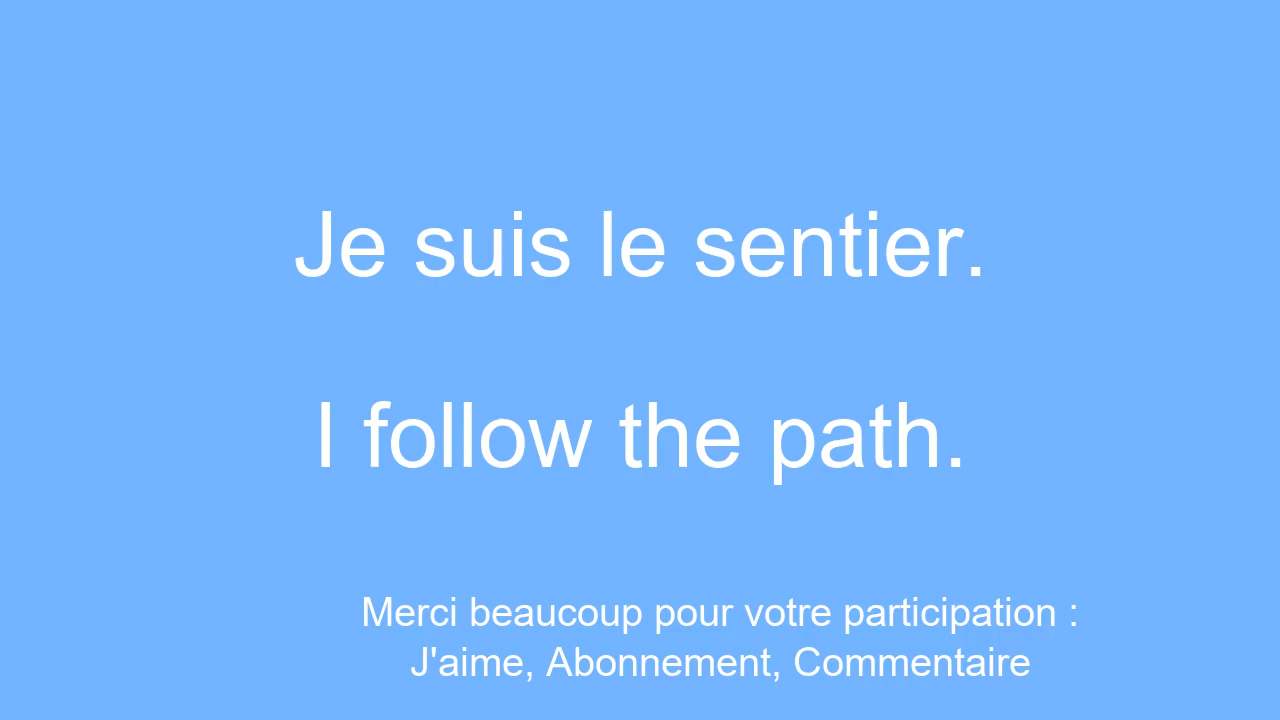 Je suis le sentier.
I follow the path.
Merci beaucoup pour votre participation :
J'aime, Abonnement, Commentaire